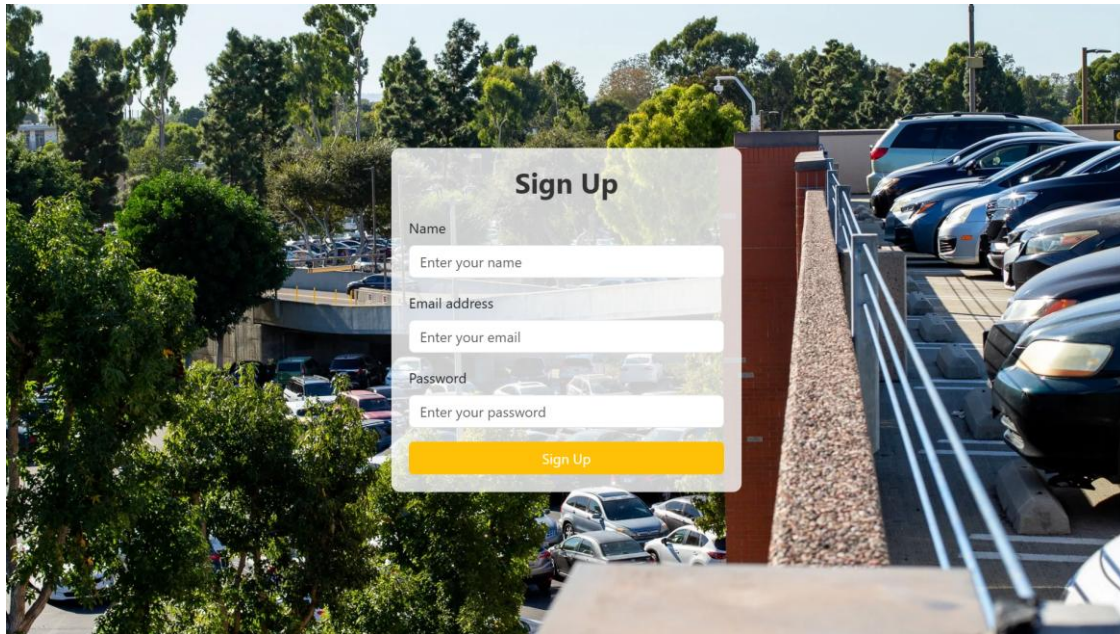 Sign Up
Name
Enter your name
Email address
Enter your email
Password
Enter your password
Sign Up